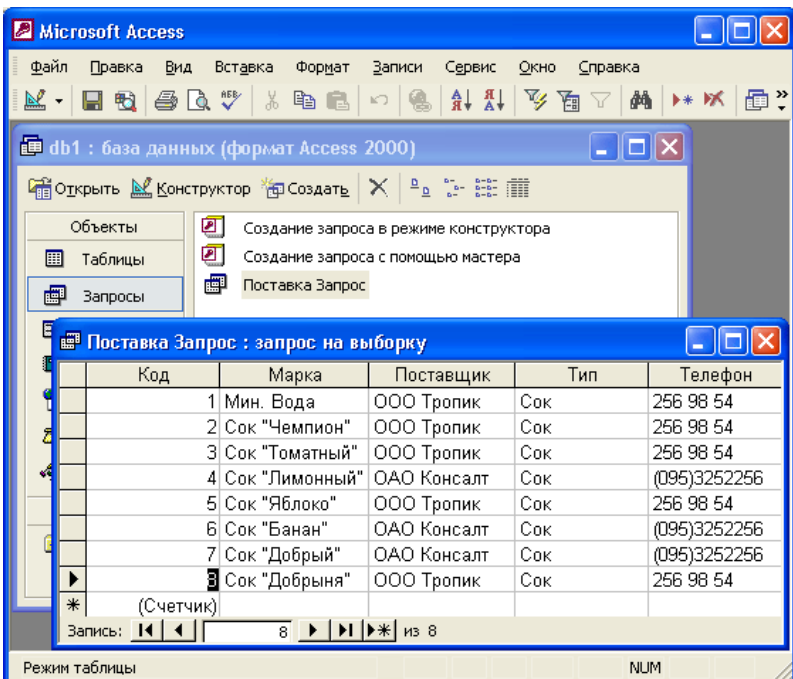 Microsoft Access
Файл Правка Вид Вставка Формат Записи Сервис Окно Справка
db1 : база данных (формат Access 2000)
Открыть Конструктор Создать
Объекты
Создание запроса в режиме конструктора
Таблицы
Создание запроса с помощью мастера
Запросы
Поставка Запрос
Поставка Запрос : запрос на выборку
Код Марка Поставщик Тип Телефон
1 Мин. Вода ООО Тропик Сок 256 98 54
2 Сок "Чемпион" ООО Тропик Сок 256 98 54
3 Сок "Томатный" ООО Тропик Сок 256 98 54
4 Сок "Лимонный" ОАО Консалт Сок (095)3252256
5 Сок "Яблоко" ООО Тропик Сок 256 98 54
6 Сок "Банан" ОАО Консалт Сок (095)3252256
7 Сок "Добрый" ОАО Консалт Сок (095)3252256
8 Сок "Добрыня" ООО Тропик Сок 256 98 54
(Счетчик)
Запись: 8 из 8
Режим таблицы NUM